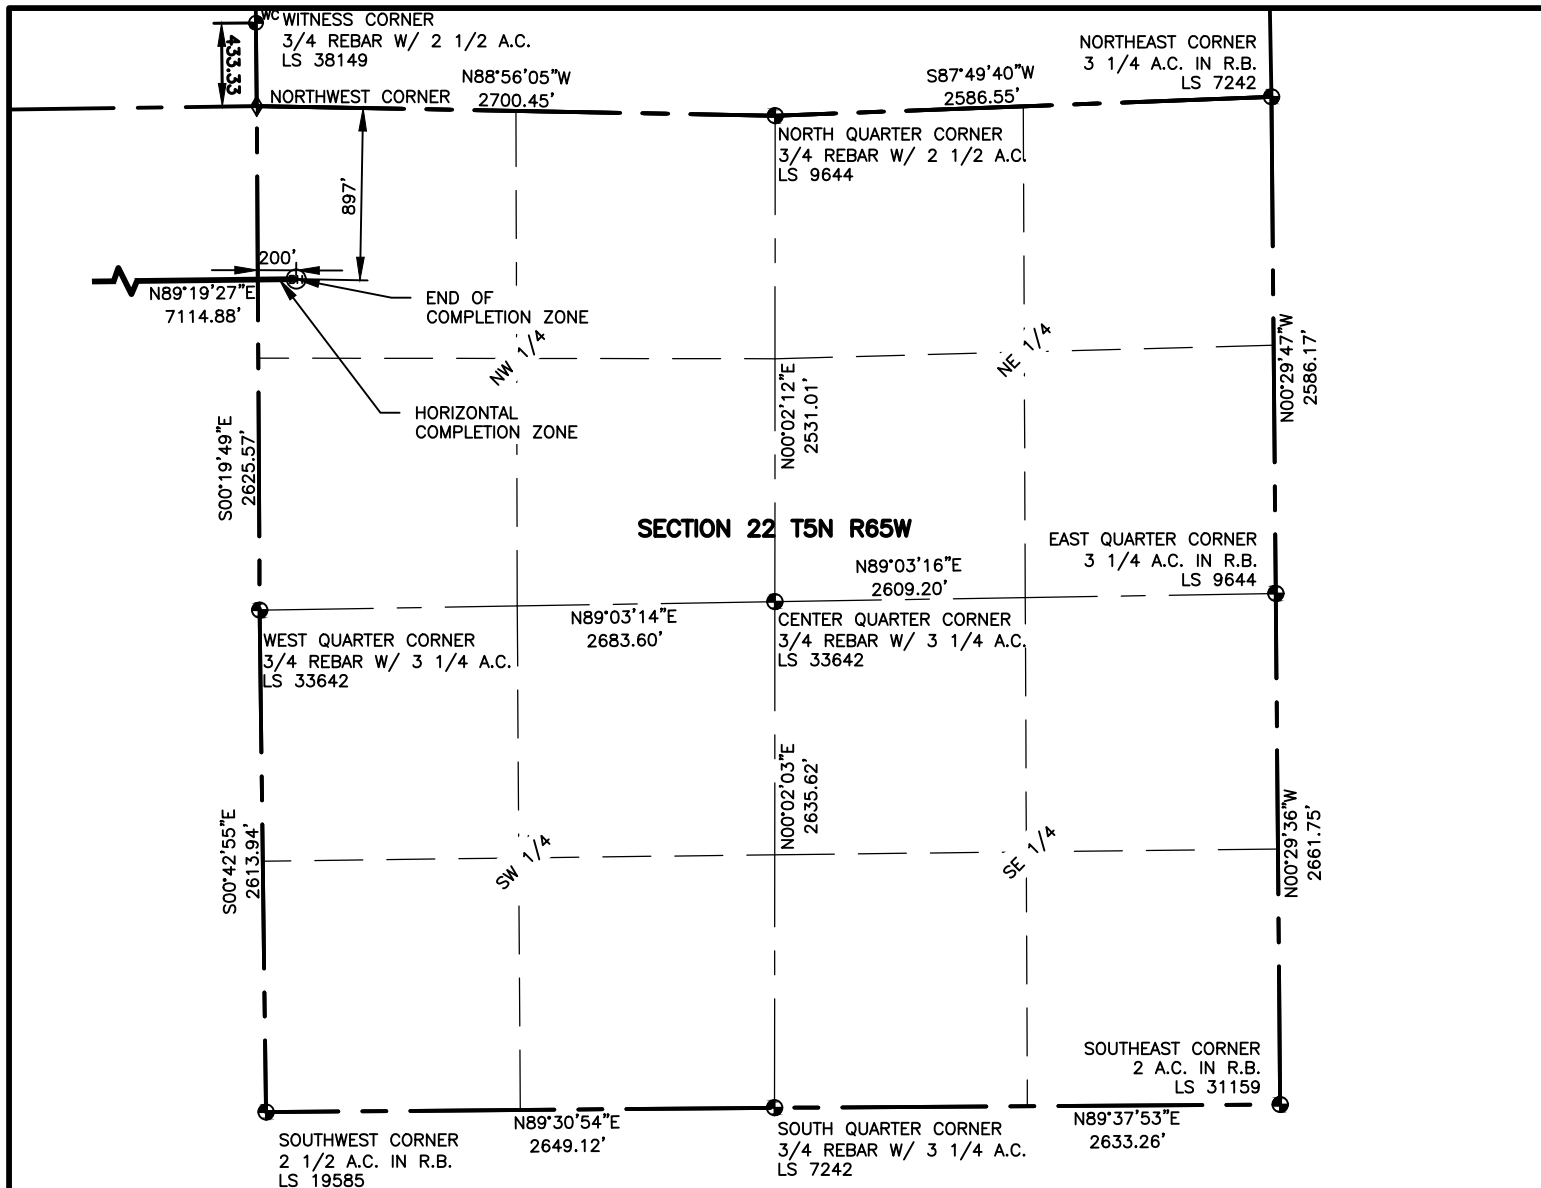 WC
WITNESS CORNER
3/4 REBAR W/ 2 1/2 A.C.
LS 38149
433.33
NORTHWEST CORNER
N88°56'05"W
2700.45'
S87°49'40"W
2586.55'
NORTHEAST CORNER
3 1/4 A.C. IN R.B.
LS 7242
NORTH QUARTER CORNER
3/4 REBAR W/ 2 1/2 A.C.
LS 9644
897'
200'
BH
N89°19'27"E
7114.88'
END OF
COMPLETION ZONE
HORIZONTAL
COMPLETION ZONE
NW 1/4
NE 1/4
N00°02'12"E
2531.01'
N00°29'47"W
2586.17'
S00°19'49"E
2625.57'
SECTION 22 T5N R65W
EAST QUARTER CORNER
3 1/4 A.C. IN R.B.
LS 9644
N89°03'16"E
2609.20'
N89°03'14"E
2683.60'
WEST QUARTER CORNER
3/4 REBAR W/ 3 1/4 A.C.
LS 33642
CENTER QUARTER CORNER
3/4 REBAR W/ 3 1/4 A.C.
LS 33642
S00°42'55"E
2613.94'
N00°02'03"E
2635.62'
N00°29'36"W
2661.75'
SW 1/4
SE 1/4
SOUTHEAST CORNER
2 A.C. IN R.B.
LS 31159
N89°30'54"E
2649.12'
N89°37'53"E
2633.26'
SOUTHWEST CORNER
2 1/2 A.C. IN R.B.
LS 19585
SOUTH QUARTER CORNER
3/4 REBAR W/ 3 1/4 A.C.
LS 7242